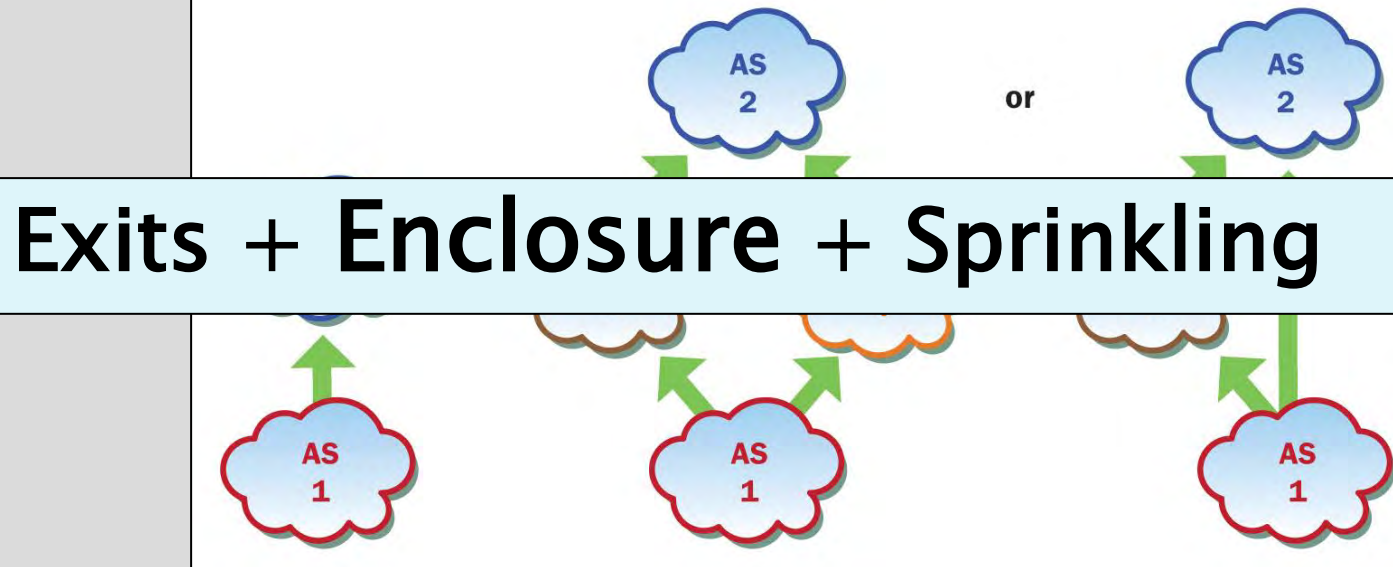 AS
2
or
AS
2
Exits + Enclosure + Sprinkling
AS
1
AS
1
AS
1